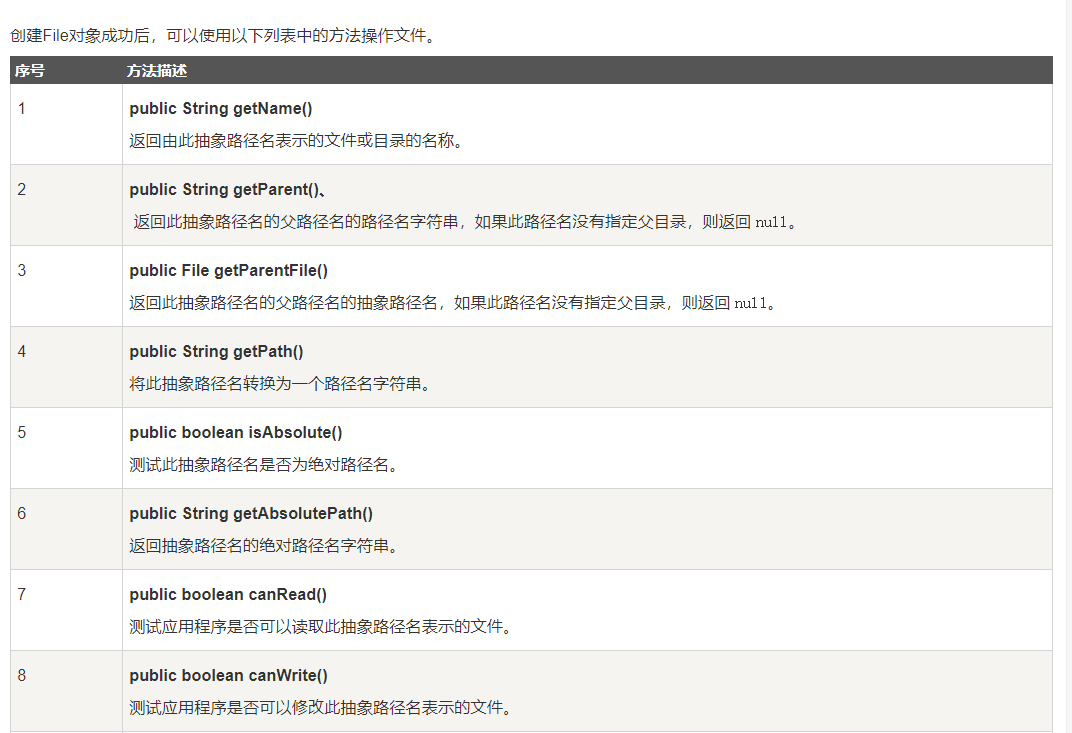 创建File对象成功后，可以使用以下列表中的方法操作文件。
序号 方法描述
1 public String getName()
返回由此抽象路径名表示的文件或目录的名称。
2 public String getParent()、
返回此抽象路径名的父路径名的路径名字符串，如果此路径名没有指定父目录，则返回 null。
3 public File getParentFile()
返回此抽象路径名的父路径名的抽象路径名，如果此路径名没有指定父目录，则返回 null。
4 public String getPath()
将此抽象路径名转换为一个路径名字符串。
5 public boolean isAbsolute()
测试此抽象路径名是否为绝对路径名。
6 public String getAbsolutePath()
返回抽象路径名的绝对路径名字符串。
7 public boolean canRead()
测试应用程序是否可以读取此抽象路径名表示的文件。
8 public boolean canWrite()
测试应用程序是否可以修改此抽象路径名表示的文件。